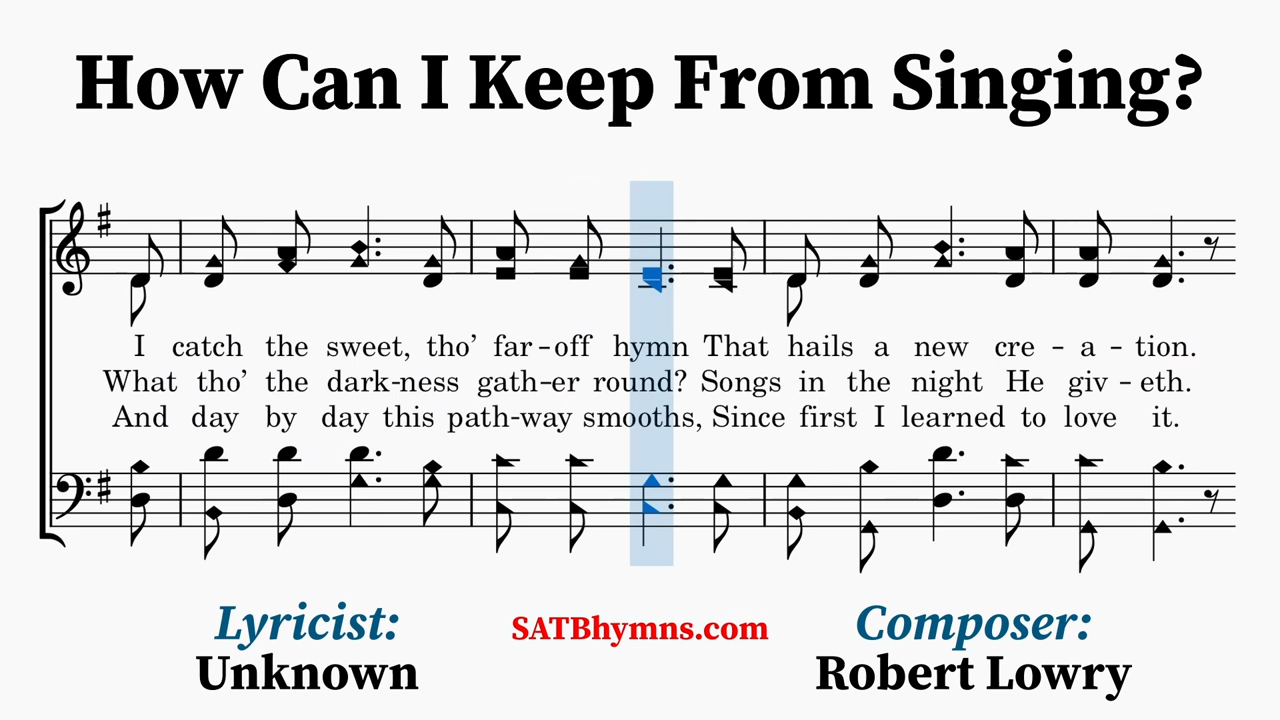 How Can I Keep From Singing?
I catch the sweet, tho’ far-off hymn That hails a new cre - a - tion.
What tho’ the dark-ness gath-er round? Songs in the night He giv - eth.
And day by day this path-way smooths, Since first I learned to love it.
Lyricist:
Unknown
SATBhymns.com
Composer:
Robert Lowry